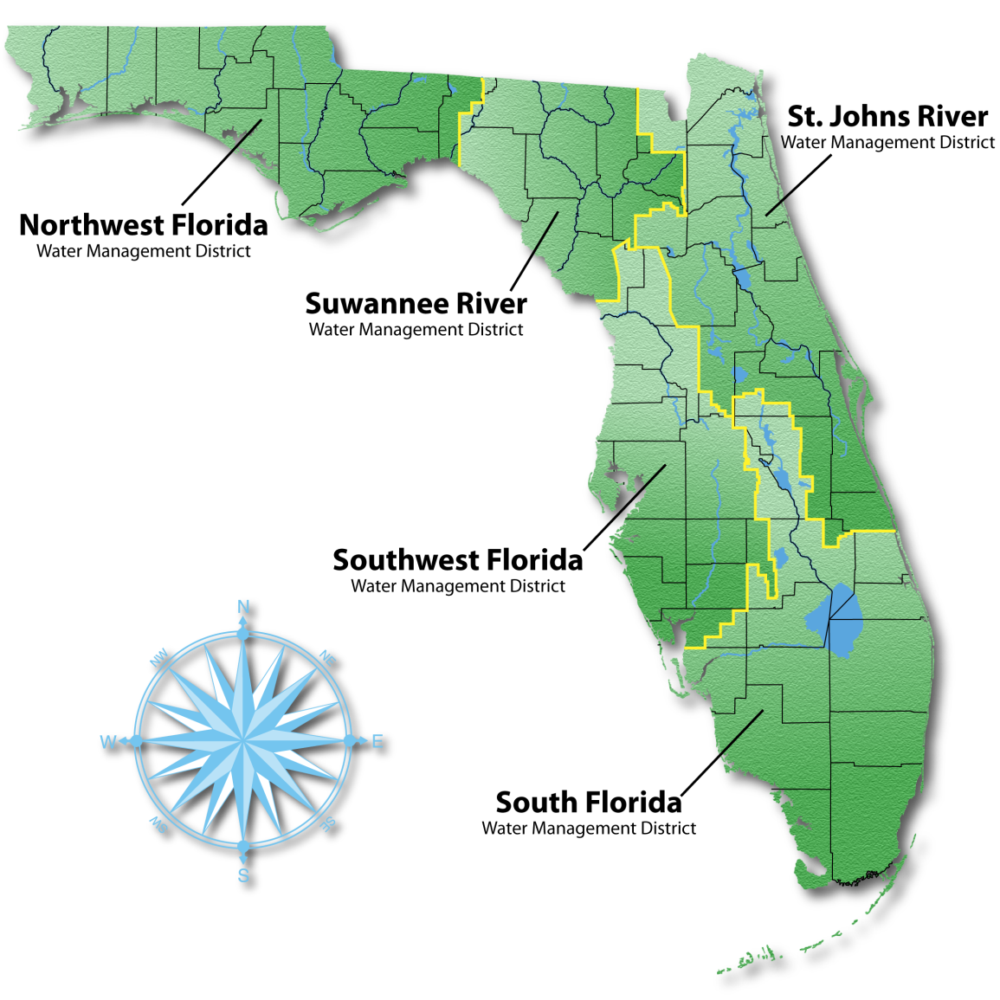 St. Johns River
Water Management District
Northwest Florida
Water Management District
Suwannee River
Water Management District
Southwest Florida
Water Management District
N
NW
NE
W
E
SW
SE
S
South Florida
Water Management District